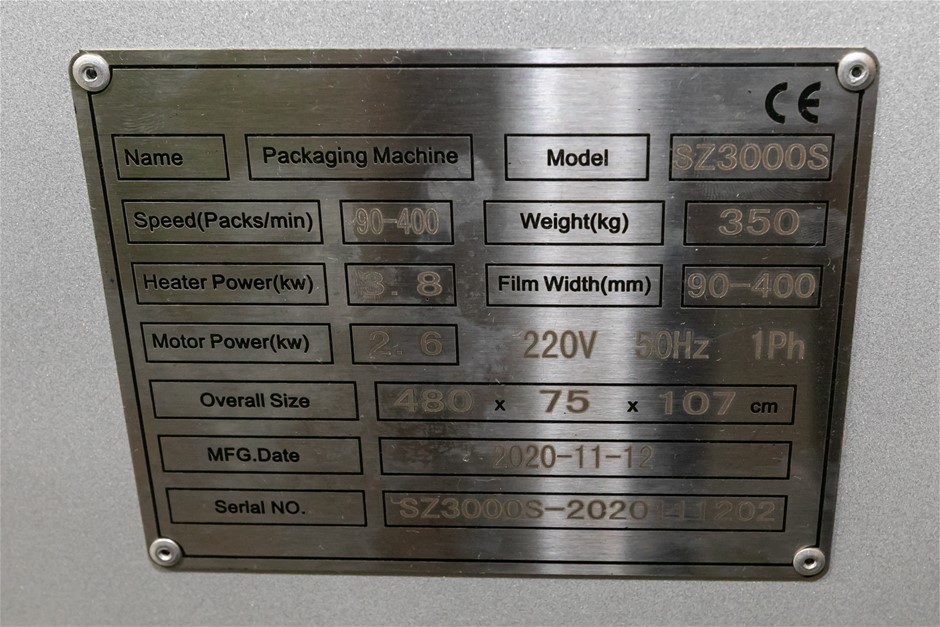 CE
Name Packaging Machine Model SZ3000S
Speed(Packs/min) 90-400 Weight(kg) 350
Heater Power(kw) 3.8 Film Width(mm) 90-400
Motor Power(kw) 2.6 220V 50Hz 1Ph
Overall Size 480 x 75 x 107 cm
MFG.Date 2020-11-12
Serial NO. SZ3000S-2020111202